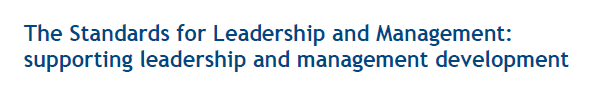 The Standards for Leadership and Management:
supporting leadership and management development